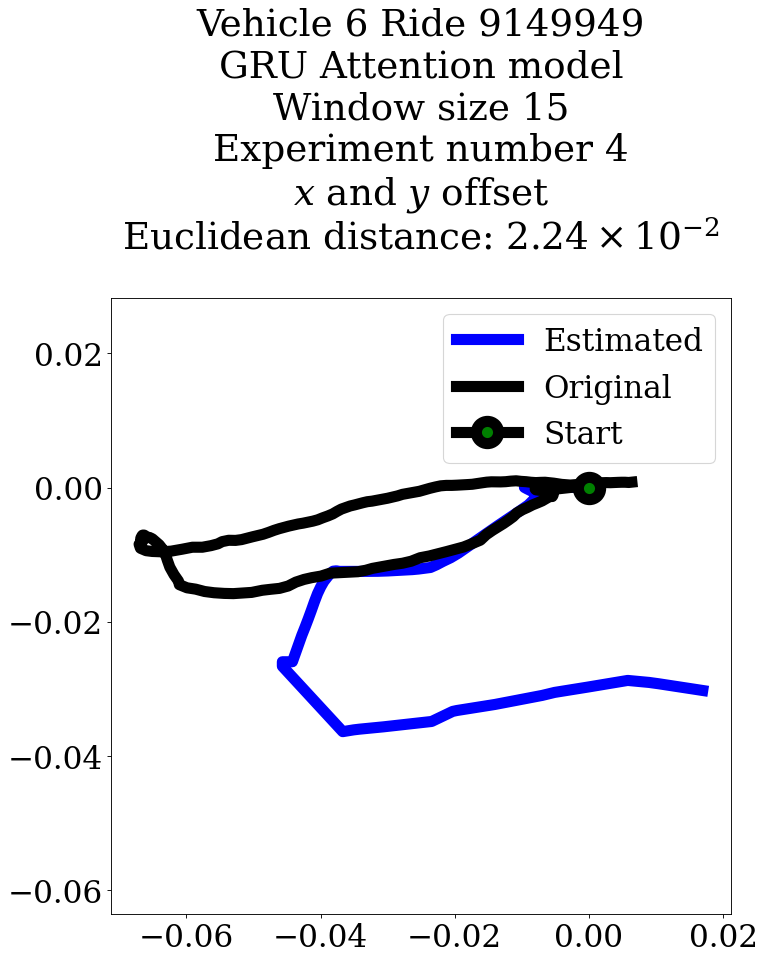 Vehicle 6 Ride 9149949
GRU Attention model
Window size 15
Experiment number 4
x and y offset
Euclidean distance: 2.24 × 10⁻²
Estimated
Original
Start
0.02
0.00
−0.02
−0.04
−0.06
−0.06 −0.04 −0.02 0.00 0.02